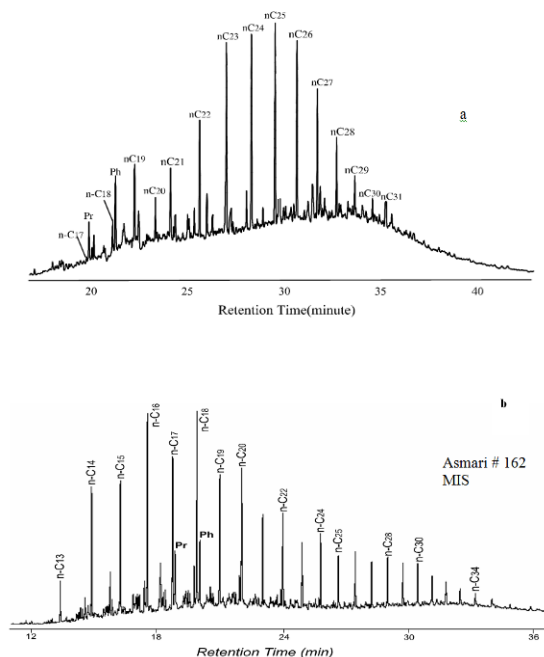 nC25
nC24
nC23
nC26
nC27
a
nC22
nC28
nC19
nC21
Ph
nC29
n-C18
nC20
nC30
nC31
Pr
n-C17
20
25
30
35
40
Retention Time(minute)
b
n-C16
n-C18
n-C17
n-C14
n-C15
n-C19
n-C20
Asmari # 162
MIS
n-C22
n-C24
Ph
Pr
n-C25
n-C28
n-C30
n-C13
n-C34
12
18
24
30
36
Retention Time (min)